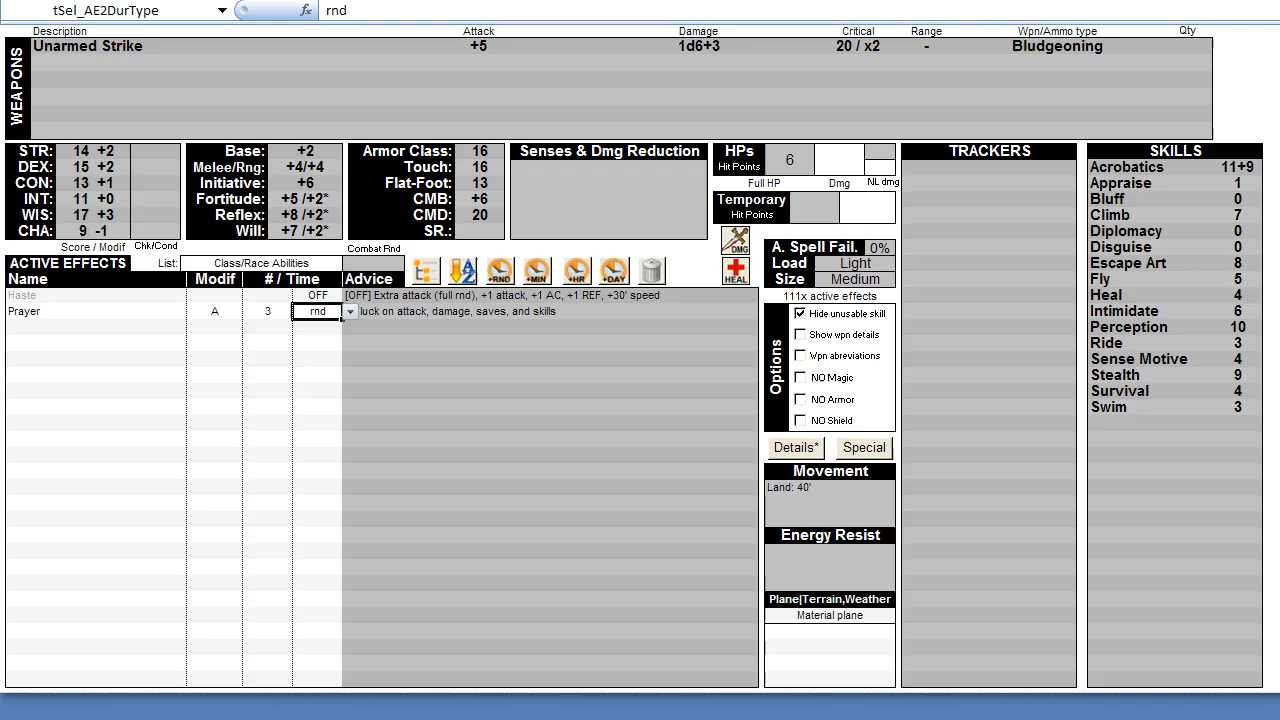 tSel_AE2DurType fx rnd
Description Attack Damage Critical Range Wpn/Ammo type Qty
WEAPONS
Unarmed Strike +5 1d6+3 20 / x2 - Bludgeoning
STR: 14 +2
DEX: 15 +2
CON: 13 +1
INT: 11 +0
WIS: 17 +3
CHA: 9 -1
Score / Modif Chk/Cond
Base: +2
Melee/Rng: +4/+4
Initiative: +6
Fortitude: +5 /+2*
Reflex: +8 /+2*
Will: +7 /+2*
Armor Class: 16
Touch: 16
Flat-Foot: 13
CMB: +6
CMD: 20
SR.:
Combat Rnd
Senses & Dmg Reduction
HPs
Hit Points
6
Full HP Dmg NL dmg
Temporary
Hit Points
DMG
HEAL
A. Spell Fail. 0%
Load Light
Size Medium
111x active effects
ACTIVE EFFECTS List: Class/Race Abilities
Name Modif # / Time Advice
+RND +MIN +HR +DAY
Haste OFF [OFF] Extra attack (full rnd), +1 attack, +1 AC, +1 REF, +30' speed
Prayer A 3 rnd luck on attack, damage, saves, and skills
Options
Hide unusable skill
Show wpn details
Wpn abreviations
NO Magic
NO Armor
NO Shield
Details* Special
Movement
Land: 40'
Energy Resist
Plane|Terrain,Weather
Material plane
TRACKERS
SKILLS
Acrobatics 11+9
Appraise 1
Bluff 0
Climb 7
Diplomacy 0
Disguise 0
Escape Art 8
Fly 5
Heal 4
Intimidate 6
Perception 10
Ride 3
Sense Motive 4
Stealth 9
Survival 4
Swim 3